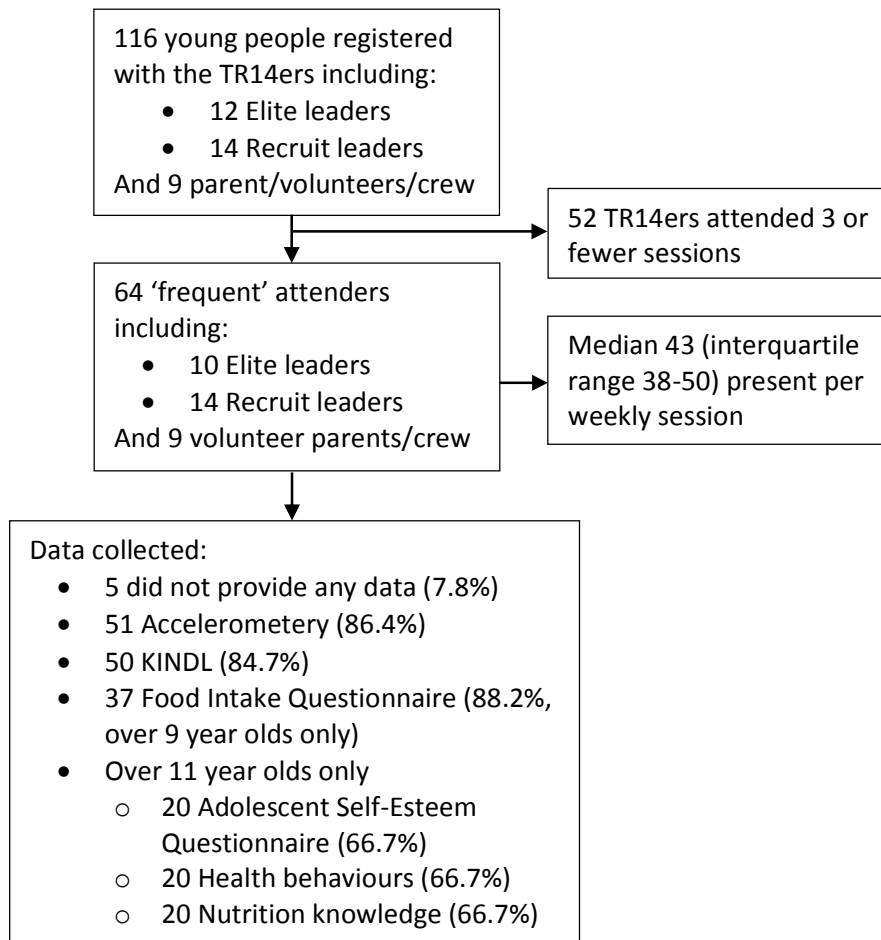 116 young people registered
with the TR14ers including:
• 12 Elite leaders
• 14 Recruit leaders
And 9 parent/volunteers/crew
52 TR14ers attended 3 or
fewer sessions
64 ‘frequent’ attenders
including:
• 10 Elite leaders
• 14 Recruit leaders
And 9 volunteer parents/crew
Median 43 (interquartile
range 38-50) present per
weekly session
Data collected:
• 5 did not provide any data (7.8%)
• 51 Accelerometery (86.4%)
• 50 KINDL (84.7%)
• 37 Food Intake Questionnaire (88.2%,
over 9 year olds only)
• Over 11 year olds only
o 20 Adolescent Self-Esteem
Questionnaire (66.7%)
o 20 Health behaviours (66.7%)
o 20 Nutrition knowledge (66.7%)